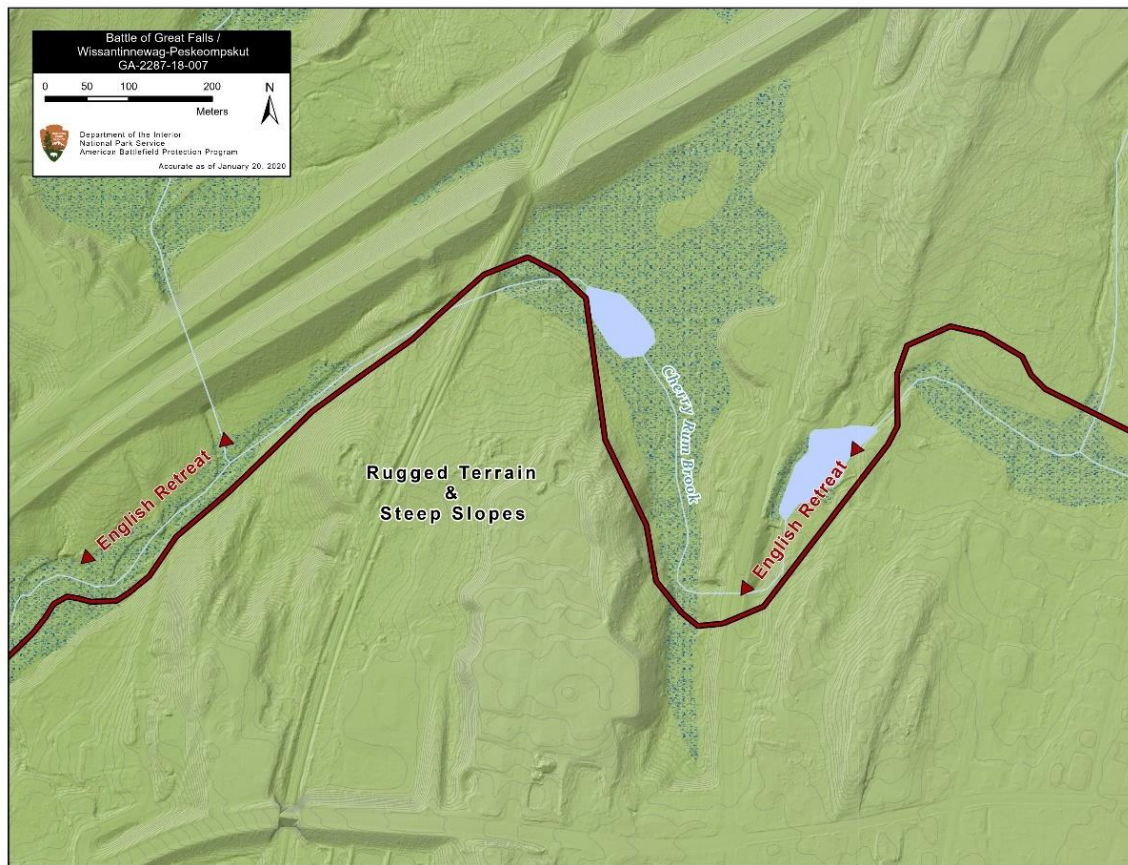 Battle of Great Falls /
Wissantinnewag-Peskeompskut
GA-2287-18-007
0 50 100 200
Meters
N
Department of the Interior
National Park Service
American Battlefield Protection Program
Accurate as of January 20, 2020
Cherry Rum Brook
English Retreat
Rugged Terrain
&
Steep Slopes
English Retreat